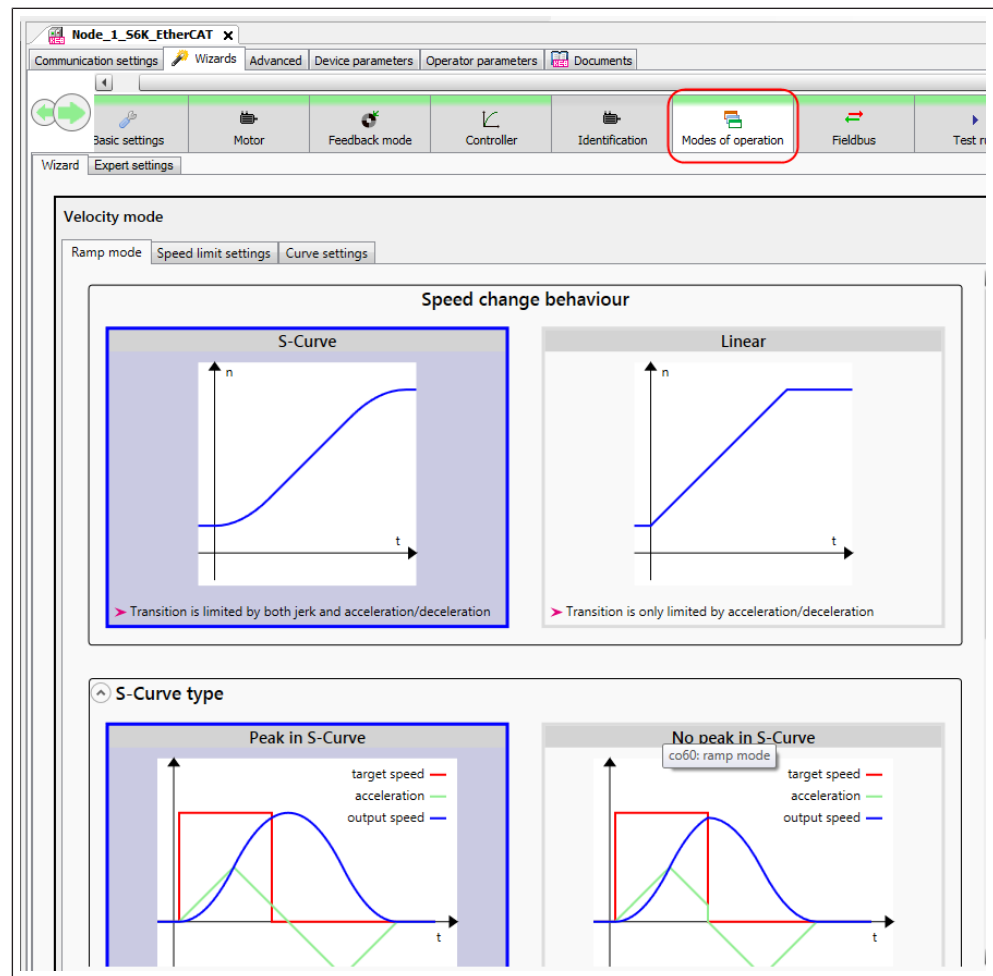 Node_1_S6K_EtherCAT x
Communication settings Wizards Advanced Device parameters Operator parameters KEB Documents
Basic settings Motor Feedback mode Controller Identification Modes of operation Fieldbus Test
Wizard Expert settings
Velocity mode
Ramp mode Speed limit settings Curve settings
Speed change behaviour
S-Curve Linear
n n
t t
➤ Transition is limited by both jerk and acceleration/deceleration ➤ Transition is only limited by acceleration/deceleration
S-Curve type
Peak in S-Curve No peak in S-Curve
co60: ramp mode
target speed target speed
acceleration acceleration
output speed output speed
t t